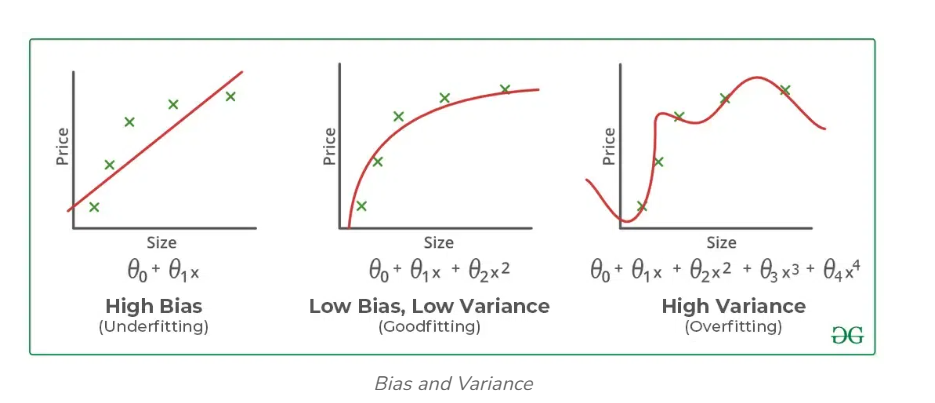 Price
Size
θ₀ + θ₁x
High Bias
(Underfitting)
Price
Size
θ₀ + θ₁x + θ₂x²
Low Bias, Low Variance
(Goodfitting)
Price
Size
θ₀ + θ₁x + θ₂x² + θ₃x³ + θ₄x⁴
High Variance
(Overfitting)
Bias and Variance